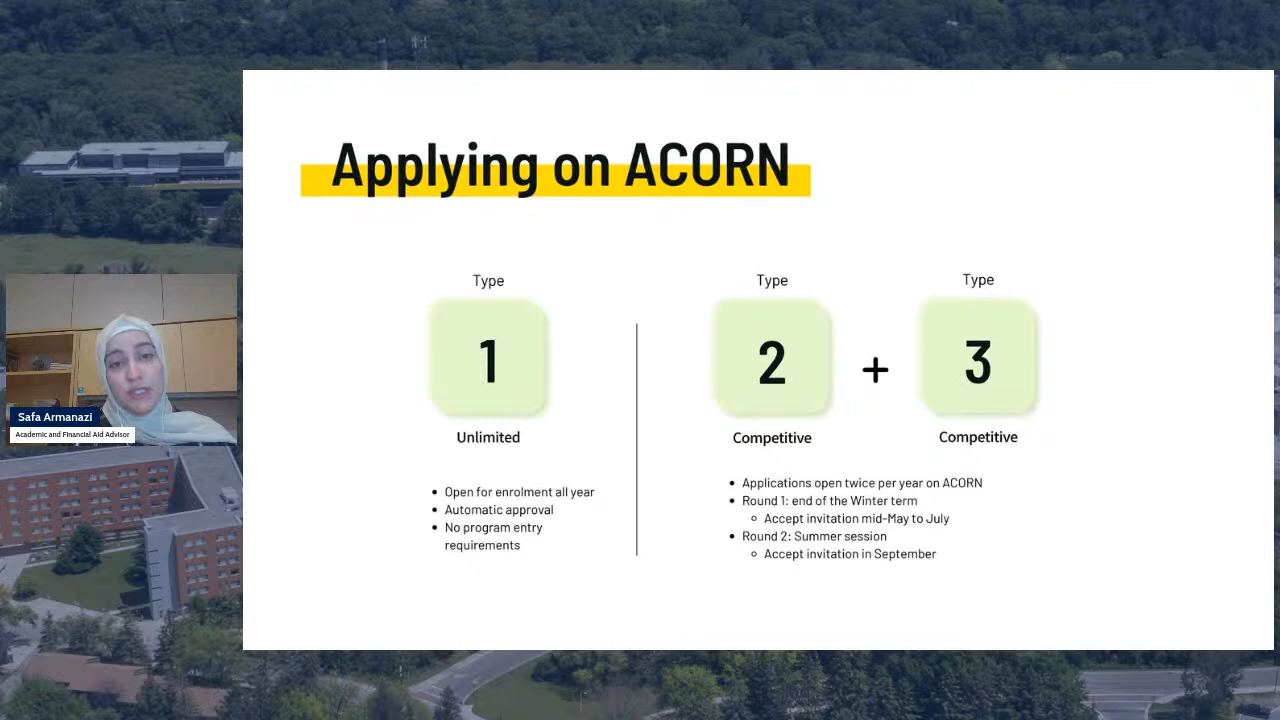 Applying on ACORN
Type
1
Unlimited
Open for enrolment all year
Automatic approval
No program entry
requirements
Type
2
Competitive
+
Type
3
Competitive
Applications open twice per year on ACORN
Round 1: end of the Winter term
Accept invitation mid-May to July
Round 2: Summer session
Accept invitation in September
Safa Armanazi
Academic and Financial Aid Advisor